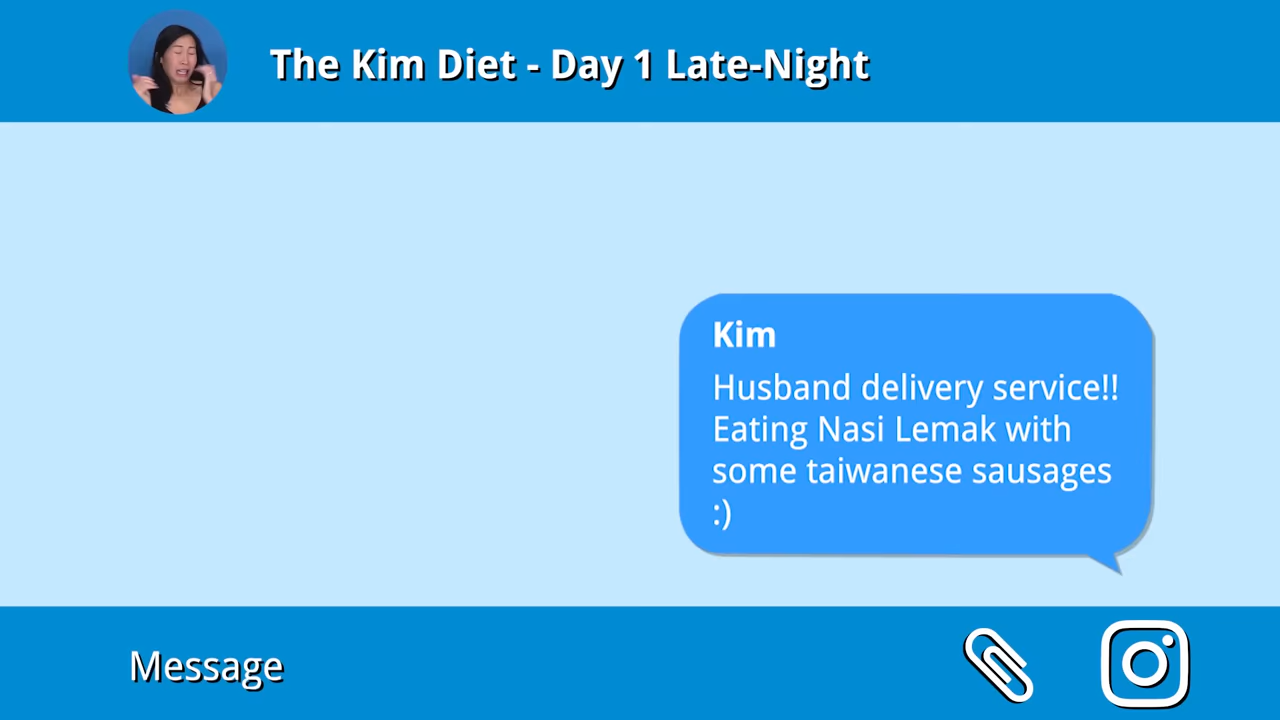 The Kim Diet - Day 1 Late-Night
Kim
Husband delivery service!!
Eating Nasi Lemak with
some taiwanese sausages
:)
Message